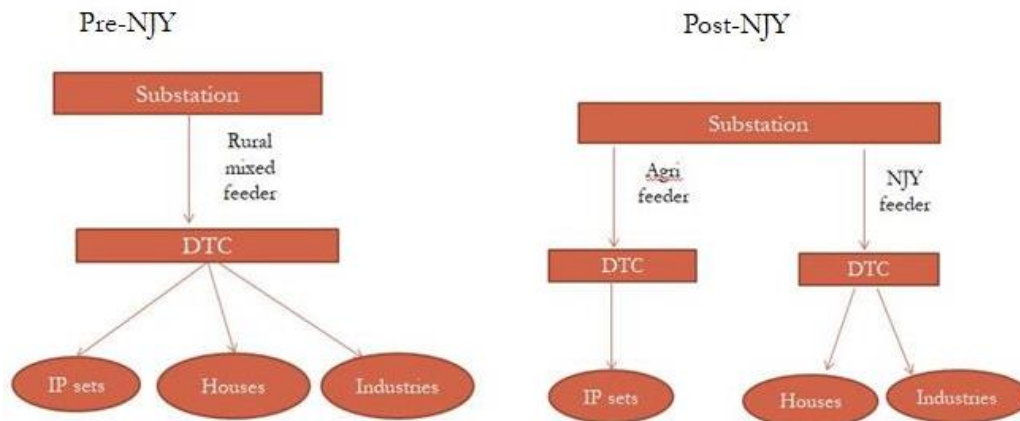 Pre-NJY
Substation
Rural
mixed
feeder
DTC
IP sets
Houses
Industries
Post-NJY
Substation
Agri
feeder
NJY
feeder
DTC
DTC
IP sets
Houses
Industries